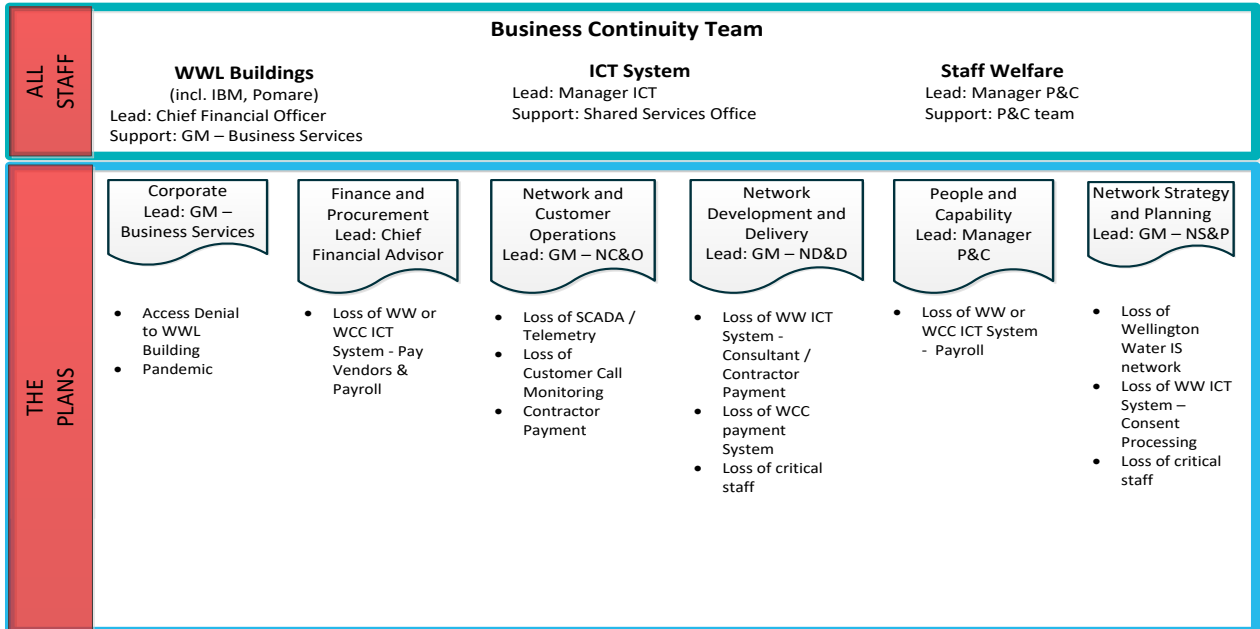 ALL
STAFF
Business Continuity Team
WWL Buildings
(incl. IBM, Pomare)
Lead: Chief Financial Officer
Support: GM – Business Services
ICT System
Lead: Manager ICT
Support: Shared Services Office
Staff Welfare
Lead: Manager P&C
Support: P&C team
THE
PLANS
Corporate
Lead: GM –
Business Services
• Access Denial
to WWL
Building
• Pandemic
Finance and
Procurement
Lead: Chief
Financial Advisor
• Loss of WW or
WCC ICT
System - Pay
Vendors &
Payroll
Network and
Customer
Operations
Lead: GM – NC&O
• Loss of SCADA /
Telemetry
• Loss of
Customer Call
Monitoring
• Contractor
Payment
Network
Development and
Delivery
Lead: GM – ND&D
• Loss of WW ICT
System -
Consultant /
Contractor
Payment
• Loss of WCC
payment
System
• Loss of critical
staff
People and
Capability
Lead: Manager
P&C
• Loss of WW or
WCC ICT System
- Payroll
Network Strategy
and Planning
Lead: GM – NS&P
• Loss of
Wellington
Water IS
network
• Loss of WW ICT
System –
Consent
Processing
• Loss of critical
staff